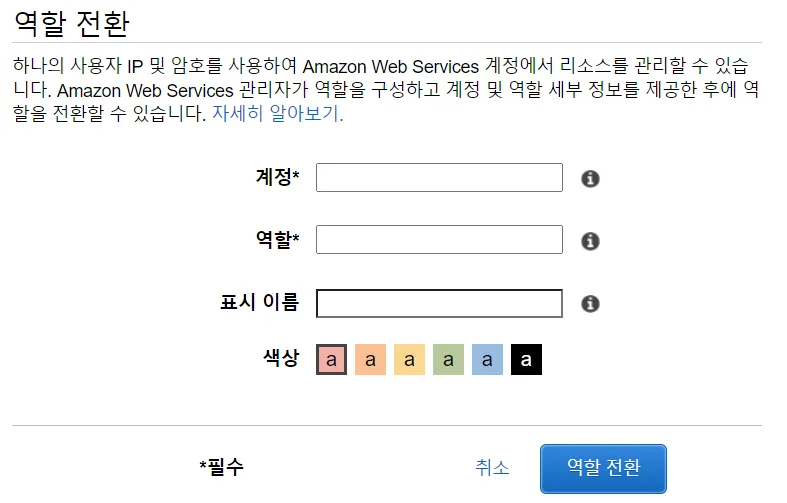 역할 전환
하나의 사용자 IP 및 암호를 사용하여 Amazon Web Services 계정에서 리소스를 관리할 수 있습
니다. Amazon Web Services 관리자가 역할을 구성하고 계정 및 역할 세부 정보를 제공한 후에 역
할을 전환할 수 있습니다. 자세히 알아보기.
계정*
역할*
표시 이름
색상 a a a a a a
*필수 취소 역할 전환